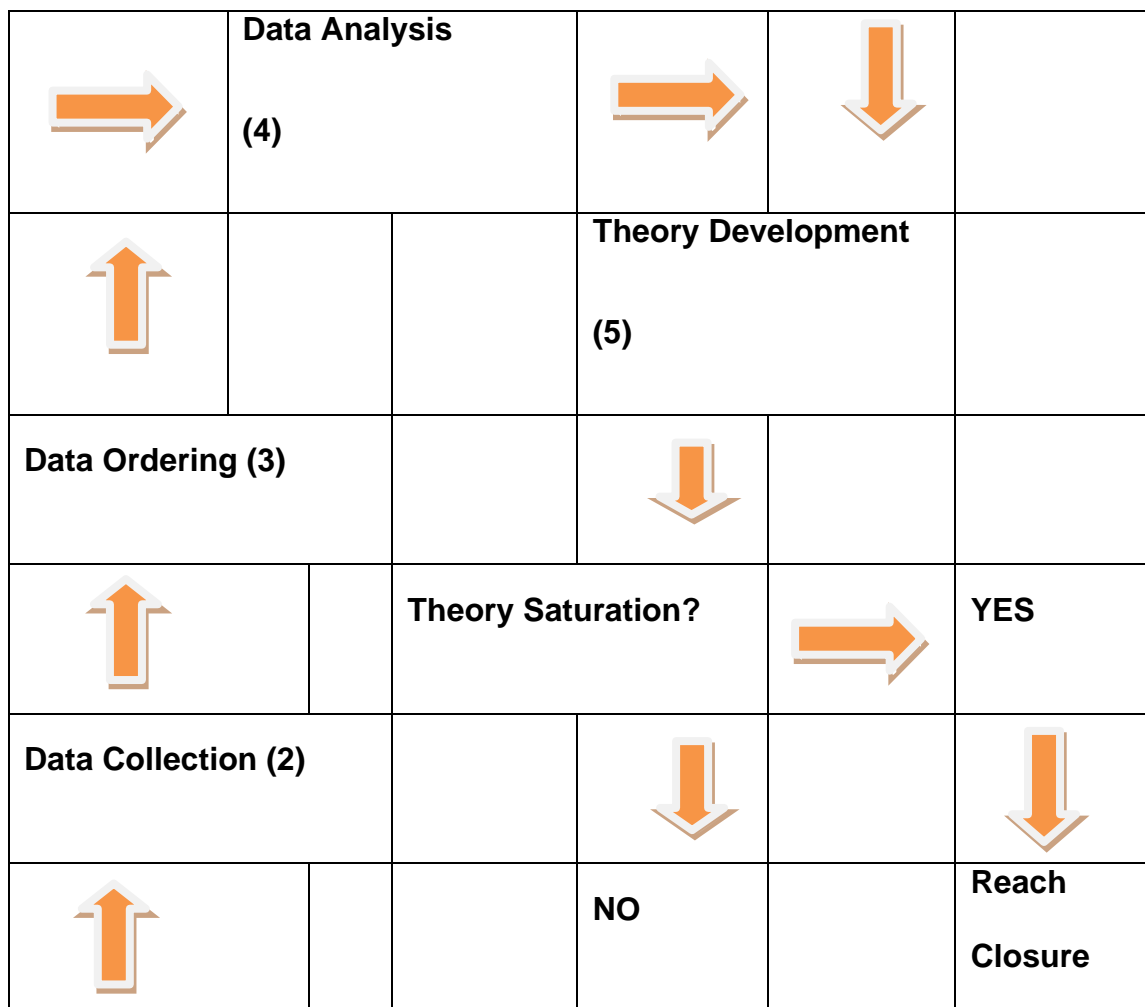 Data Analysis
(4)
Theory Development
(5)
Data Ordering (3)
Theory Saturation?
YES
Data Collection (2)
NO
Reach
Closure